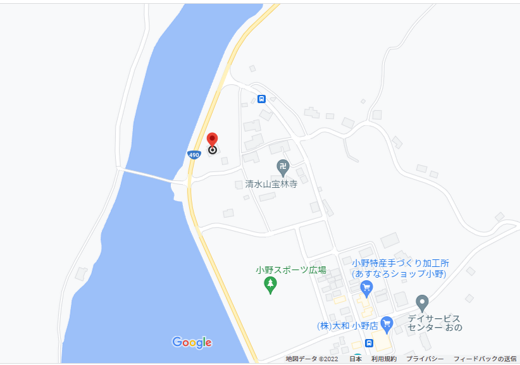 490
清水山宝林寺
小野スポーツ広場
小野特産手づくり加工所
(あすなろショップ小野)
(株)大和 小野店
デイサービス
センター おの
Google
地図データ ©2022 日本 利用規約 プライバシー フィードバックの送信